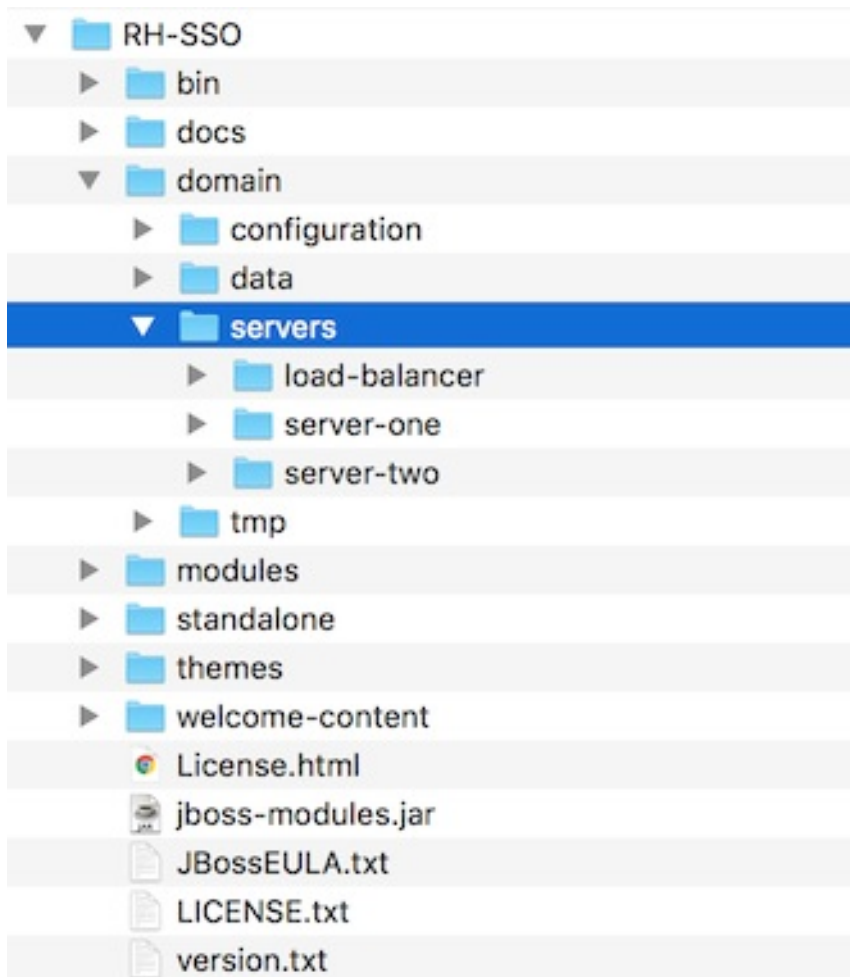 RH-SSO
bin
docs
domain
configuration
data
servers
load-balancer
server-one
server-two
tmp
modules
standalone
themes
welcome-content
License.html
jboss-modules.jar
JBossEULA.txt
LICENSE.txt
version.txt